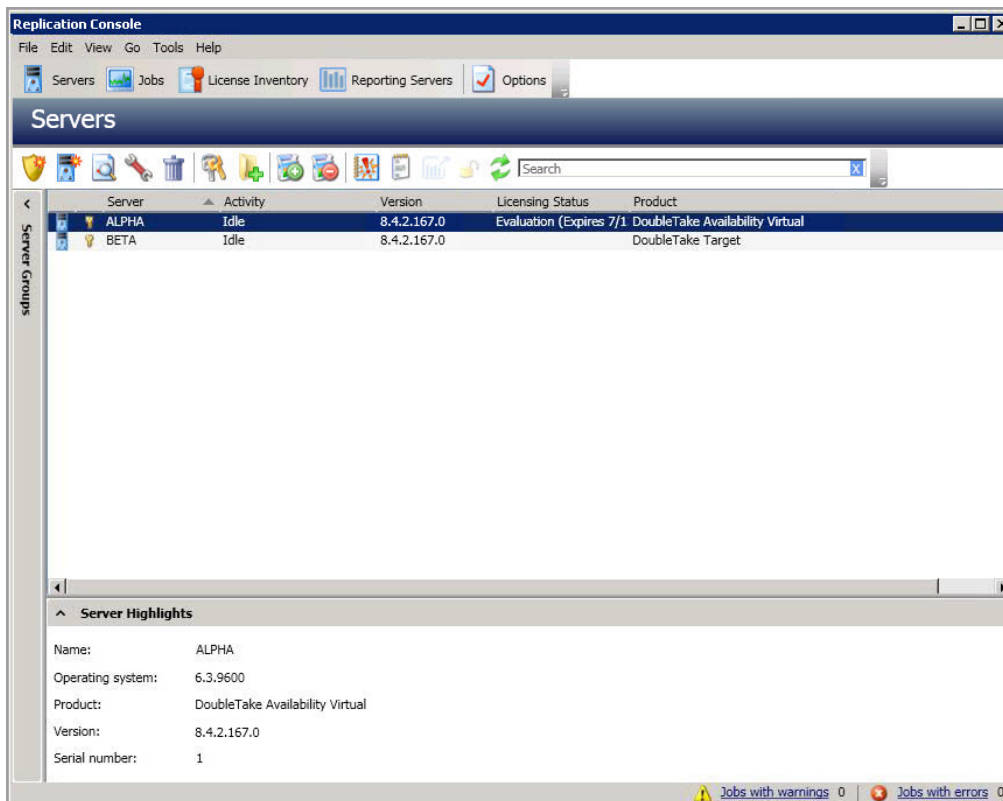 Replication Console
File Edit View Go Tools Help
Servers Jobs License Inventory Reporting Servers Options
Servers
Search X
Server Activity Version Licensing Status Product
ALPHA Idle 8.4.2.167.0 Evaluation (Expires 7/1 DoubleTake Availability Virtual
BETA Idle 8.4.2.167.0 DoubleTake Target
Server Groups
Server Highlights
Name: ALPHA
Operating system: 6.3.9600
Product: DoubleTake Availability Virtual
Version: 8.4.2.167.0
Serial number: 1
Jobs with warnings 0 Jobs with errors 0